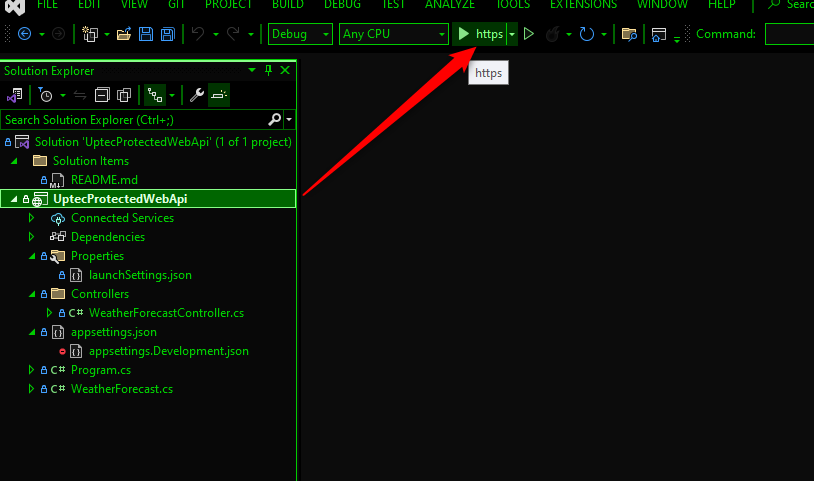 FILE EDIT VIEW GIT PROJECT BUILD DEBUG TEST ANALYZE TOOLS EXTENSIONS WINDOW HELP
Debug Any CPU https Command:
https
Solution Explorer
Search Solution Explorer (Ctrl+;)
Solution 'UptecProtectedWebApi' (1 of 1 project)
Solution Items
README.md
UptecProtectedWebApi
Connected Services
Dependencies
Properties
launchSettings.json
Controllers
C# WeatherForecastController.cs
appsettings.json
appsettings.Development.json
C# Program.cs
C# WeatherForecast.cs